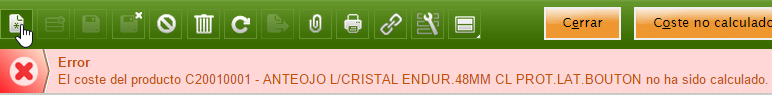 Cerrar
Coste no calculado
Error
El coste del producto C20010001 - ANTEOJO L/CRISTAL ENDUR.48MM CL PROT.LAT.BOUTON no ha sido calculado.